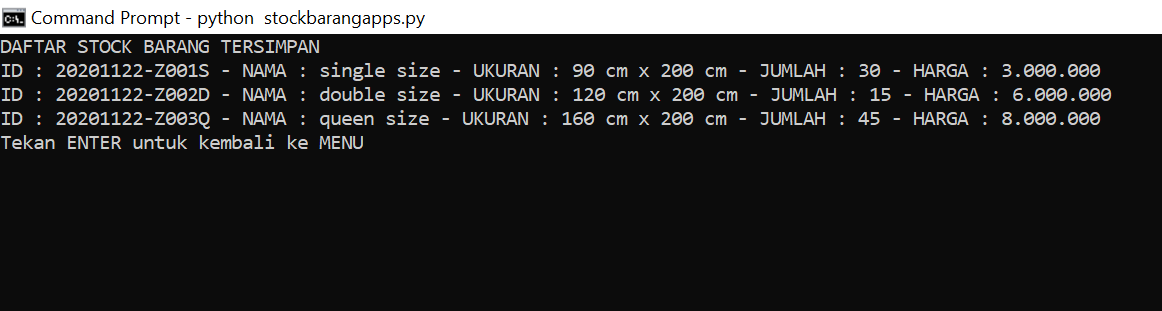 Command Prompt - python  stockbarangapps.py
DAFTAR STOCK BARANG TERSIMPAN
ID : 20201122-Z001S - NAMA : single size - UKURAN : 90 cm x 200 cm - JUMLAH : 30 - HARGA : 3.000.000
ID : 20201122-Z002D - NAMA : double size - UKURAN : 120 cm x 200 cm - JUMLAH : 15 - HARGA : 6.000.000
ID : 20201122-Z003Q - NAMA : queen size - UKURAN : 160 cm x 200 cm - JUMLAH : 45 - HARGA : 8.000.000
Tekan ENTER untuk kembali ke MENU